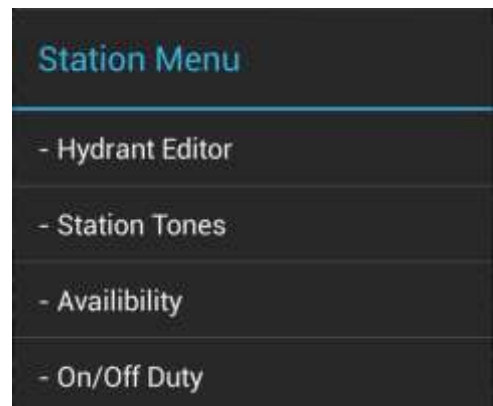 Station Menu
- Hydrant Editor
- Station Tones
- Availibility
- On/Off Duty